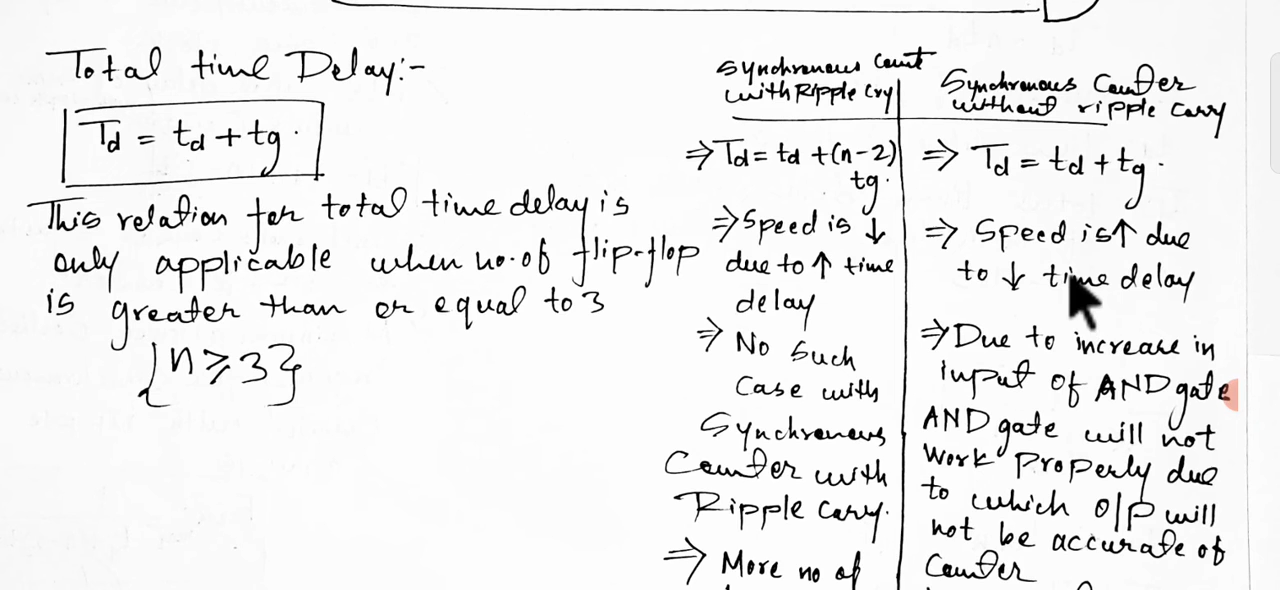 Total time Delay:-
Td = td + tg.
This relation for total time delay is
only applicable when no. of flip-flop
is greater than or equal to 3
{n ≥ 3}
Synchronous Count
with Ripple Cry
⇒ Td = td + (n-2)
tg.
⇒ Speed is ↓
due to ↑ time
delay
⇒ No Such
Case with
Synchronous
Counter with
Ripple Carry.
⇒ More no of
Synchronous Counter
without ripple carry
⇒ Td = td + tg.
⇒ Speed is ↑ due
to ↓ time delay
⇒ Due to increase in
input of AND gate
AND gate will not
work properly due
to which O/P will
not be accurate of
Counter